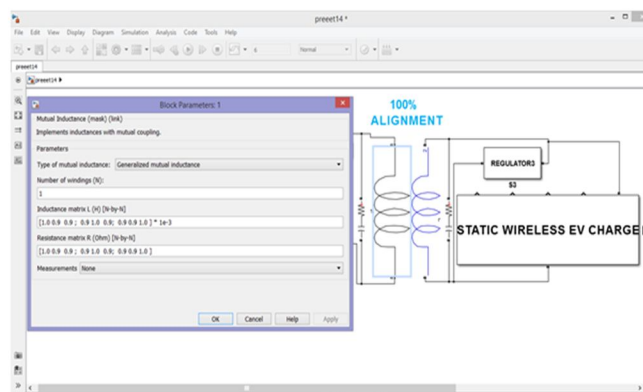 preeet14 *
File Edit View Display Diagram Simulation Analysis Code Tools Help
Normal
preeet14
preeet14
Block Parameters: 1
Mutual Inductance (mask) (link)
Implements inductances with mutual coupling.
Parameters
Type of mutual inductance: Generalized mutual inductance
Number of windings (N):
1
Inductance matrix L (H) [N-by-N]
[1.0 0.9 0.9 ; 0.9 1.0 0.9; 0.9 0.9 1.0 ] * 1e-3
Resistance matrix R (Ohm) [N-by-N]
[1.0 0.9 0.9 ; 0.9 1.0 0.9; 0.9 0.9 1.0 ]
Measurements None
OK Cancel Help Apply
100%
ALIGNMENT
REGULATOR3
S3
STATIC WIRELESS EV CHARGE